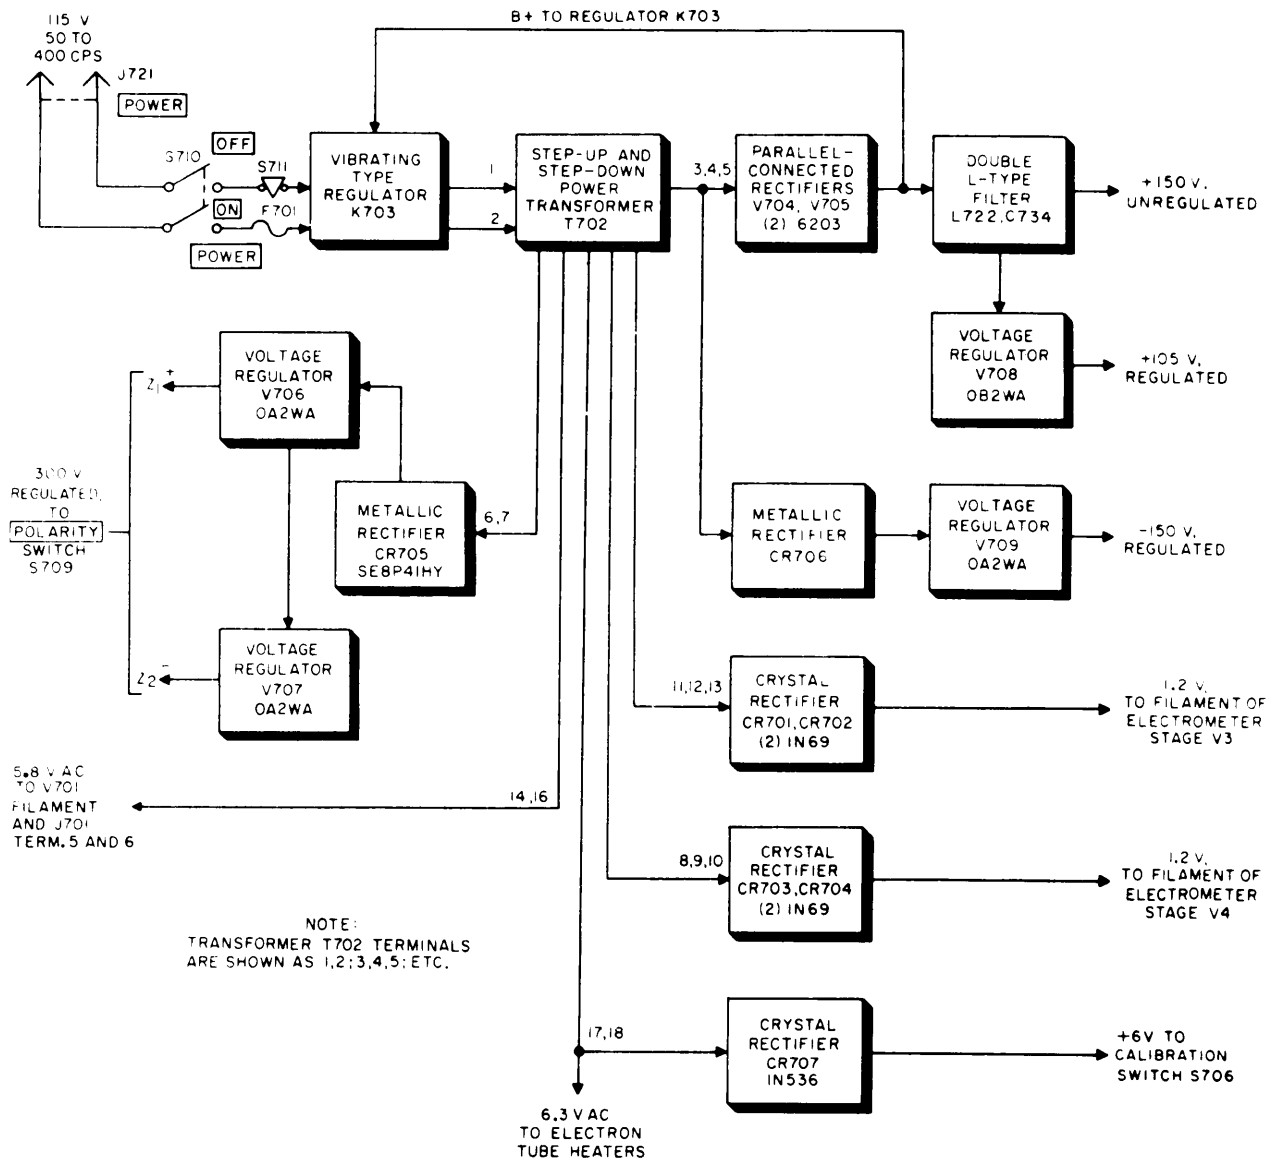 B+ TO REGULATOR K703
115 V
50 TO
400 CPS
J721
POWER
S710
OFF
S711
ON
F701
POWER
VIBRATING
TYPE
REGULATOR
K703
1
2
STEP-UP AND
STEP-DOWN
POWER
TRANSFORMER
T702
3,4,5
PARALLEL-
CONNECTED
RECTIFIERS
V704, V705
(2) 6203
DOUBLE
L-TYPE
FILTER
L722,C734
+150 V,
UNREGULATED
VOLTAGE
REGULATOR
V708
OB2WA
+105 V,
REGULATED
VOLTAGE
REGULATOR
V706
OA2WA
Z1 +
300 V
REGULATED,
TO
POLARITY
SWITCH
S709
METALLIC
RECTIFIER
CR705
SE8P41HY
6,7
METALLIC
RECTIFIER
CR706
VOLTAGE
REGULATOR
V709
OA2WA
-150 V,
REGULATED
VOLTAGE
REGULATOR
V707
OA2WA
Z2 -
11,12,13
CRYSTAL
RECTIFIER
CR701,CR702
(2) IN69
1.2 V,
TO FILAMENT OF
ELECTROMETER
STAGE V3
5.8 V AC
TO V701
FILAMENT
AND J701
TERM. 5 AND 6
14,16
8,9,10
CRYSTAL
RECTIFIER
CR703,CR704
(2) IN69
1.2 V,
TO FILAMENT OF
ELECTROMETER
STAGE V4
NOTE:
TRANSFORMER T702 TERMINALS
ARE SHOWN AS 1,2; 3,4,5; ETC.
17,18
CRYSTAL
RECTIFIER
CR707
IN536
+6V TO
CALIBRATION
SWITCH S706
6.3 V AC
TO ELECTRON
TUBE HEATERS